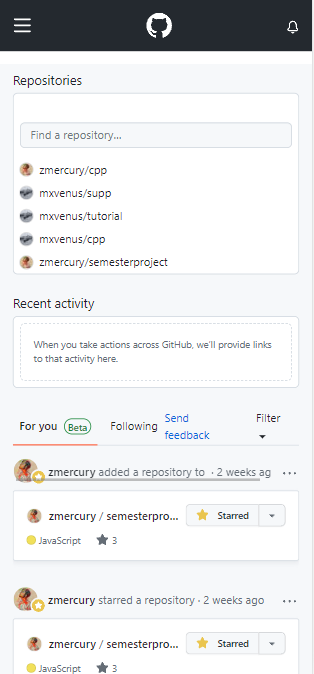 Repositories
Find a repository...
zmercury/cpp
mxvenus/supp
mxvenus/tutorial
mxvenus/cpp
zmercury/semesterproject
Recent activity
When you take actions across GitHub, we'll provide links
to that activity here.
For you Beta Following Send feedback Filter
zmercury added a repository to · 2 weeks ag ...
zmercury / semesterpro... Starred
JavaScript 3
zmercury starred a repository · 2 weeks ago ...
zmercury / semesterpro... Starred
JavaScript 3